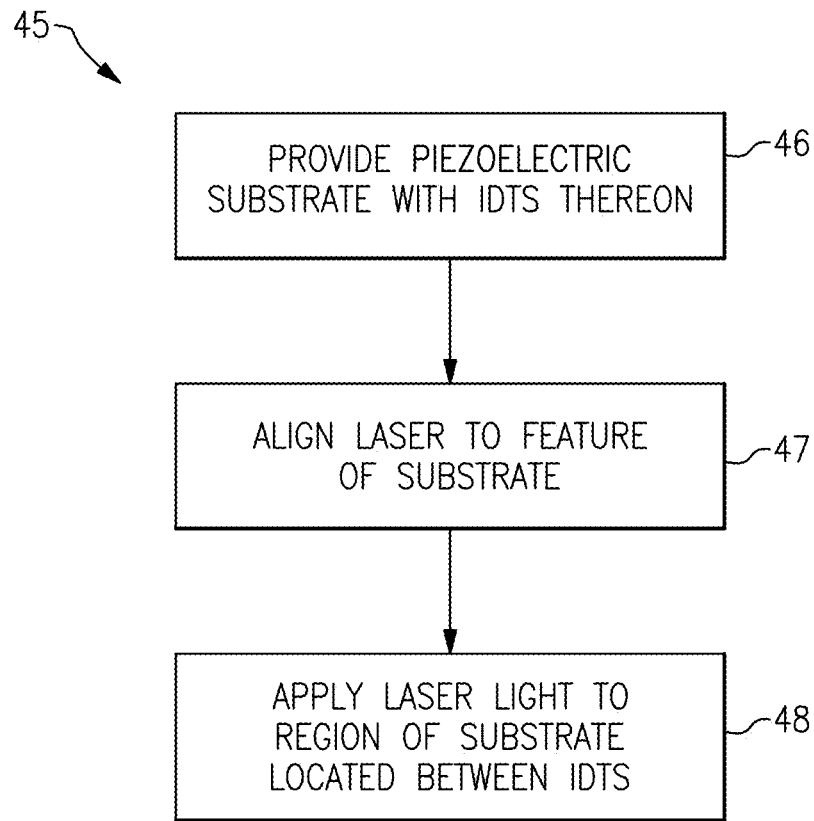 45
PROVIDE PIEZOELECTRIC
SUBSTRATE WITH IDTS THEREON
46
ALIGN LASER TO FEATURE
OF SUBSTRATE
47
APPLY LASER LIGHT TO
REGION OF SUBSTRATE
LOCATED BETWEEN IDTS
48